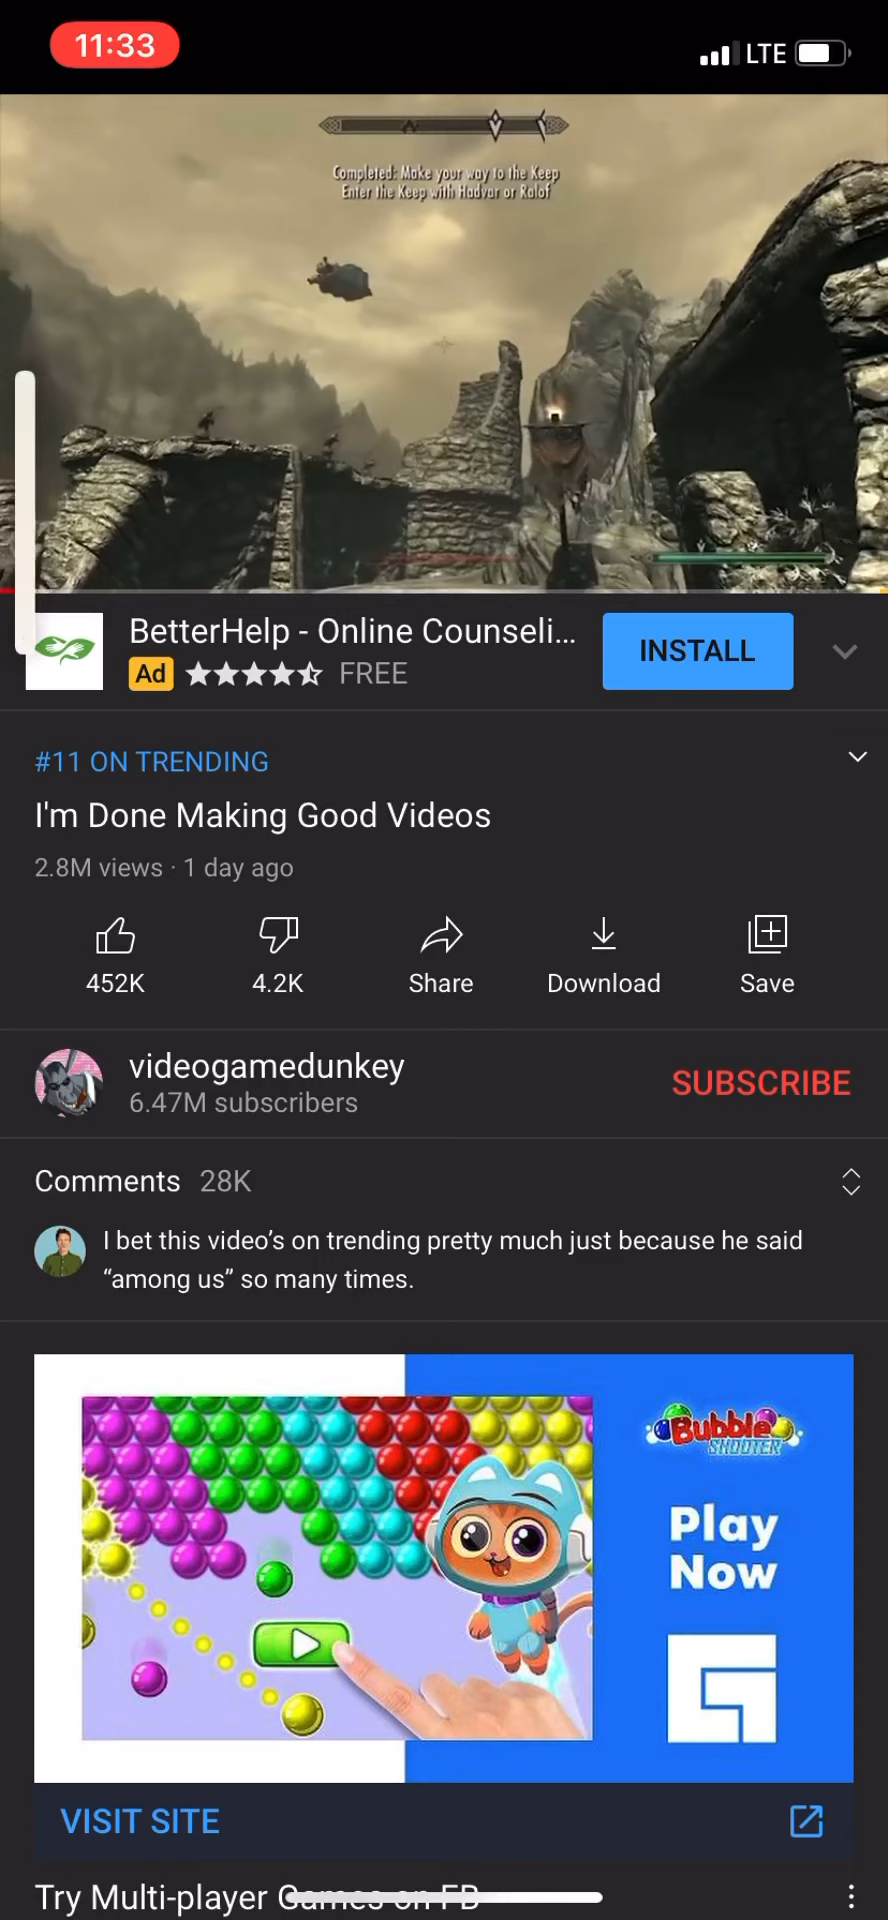 11:33
LTE
Completed: Make your way to the Keep
Enter the Keep with Hadvar or Ralof
BetterHelp - Online Counseli...
INSTALL
Ad
FREE
#11 ON TRENDING
I'm Done Making Good Videos
2.8M views · 1 day ago
452K
4.2K
Share
Download
Save
videogamedunkey
6.47M subscribers
SUBSCRIBE
Comments 28K
I bet this video’s on trending pretty much just because he said
“among us” so many times.
Bubble
SHOOTER
Play
Now
VISIT SITE
Try Multi-player Games on FB